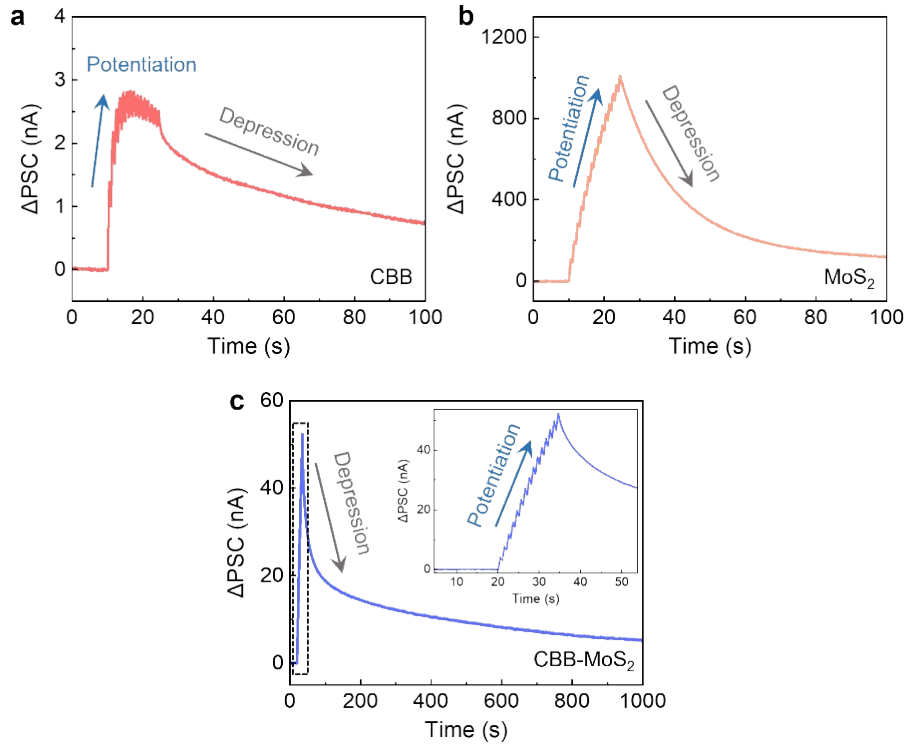 a
4
3
2
1
0
ΔPSC (nA)
Potentiation
Depression
CBB
0
20
40
60
80
100
Time (s)
b
1200
800
400
0
ΔPSC (nA)
Potentiation
Depression
MoS₂
0
20
40
60
80
100
Time (s)
c
60
40
20
0
ΔPSC (nA)
Depression
CBB-MoS₂
0
200
400
600
800
1000
Time (s)
40
20
0
ΔPSC (nA)
Potentiation
10
20
30
40
50
Time (s)